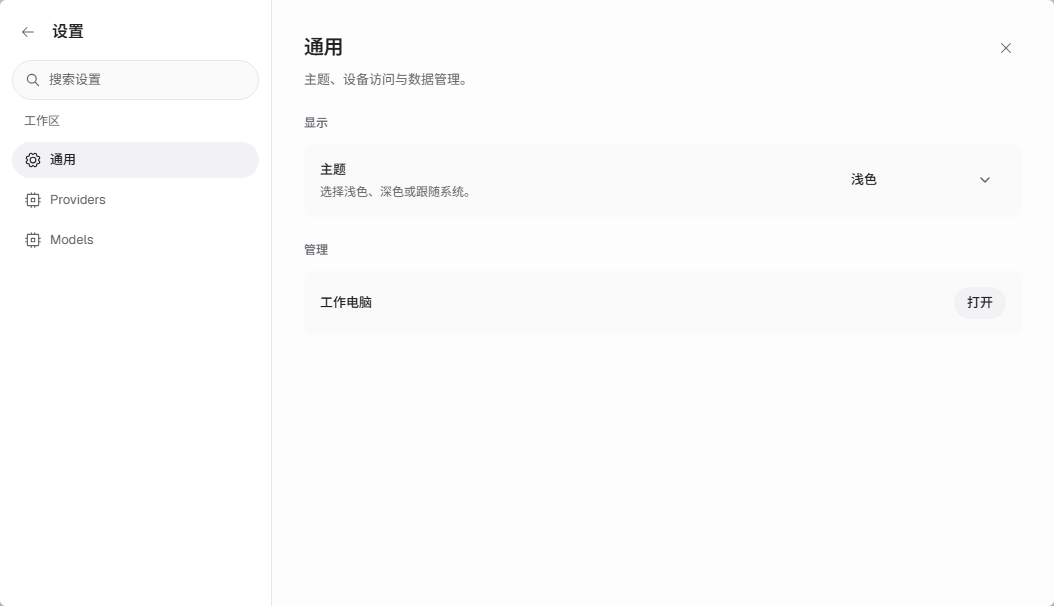 设置
搜索设置
工作区
通用
Providers
Models
通用
主题、设备访问与数据管理。
显示
主题
选择浅色、深色或跟随系统。
浅色
管理
工作电脑
打开